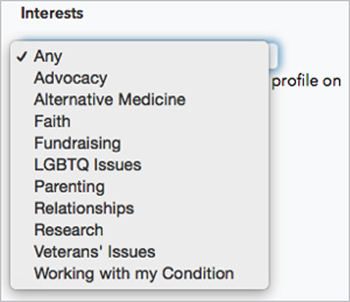 Interests
✓ Any
profile on
Advocacy
Alternative Medicine
Faith
Fundraising
LGBTQ Issues
Parenting
Relationships
Research
Veterans' Issues
Working with my Condition